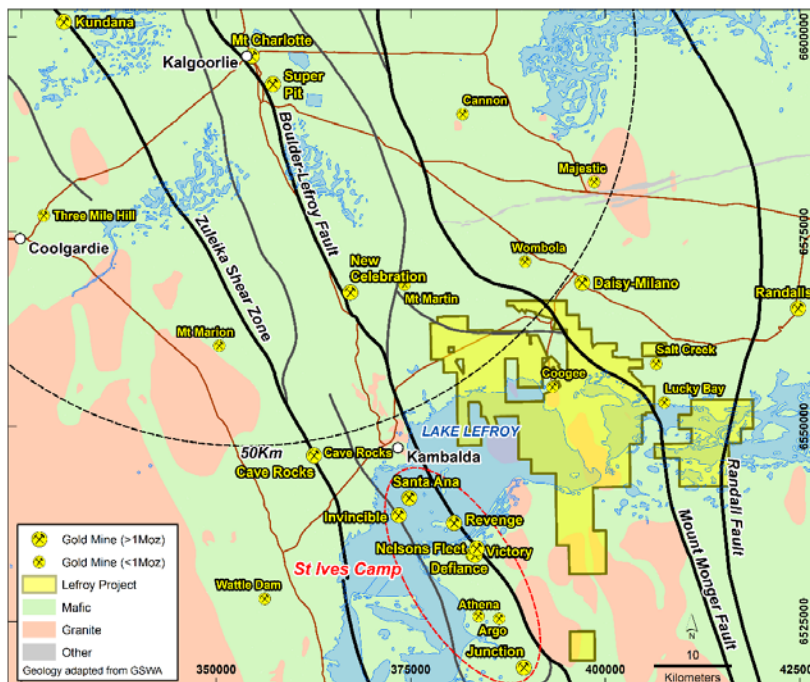 Kundana
Mt Charlotte
Kalgoorlie
Super
Pit
Cannon
Boulder-Lefroy Fault
Majestic
Three Mile Hill
Coolgardie
Zuleika Shear Zone
Wombola
New
Celebration
Mt Martin
Daisy-Milano
Randalls
Mt Marion
Salt Creek
Coogee
Lucky Bay
LAKE LEFROY
50Km
Cave Rocks
Cave Rocks
Kambalda
Santa Ana
Invincible
Revenge
Randall Fault
Mount Monger Fault
Nelsons Fleet
Victory
Defiance
St Ives Camp
Wattle Dam
Athena
Argo
Junction
Gold Mine (>1Moz)
Gold Mine (<1Moz)
Lefroy Project
Mafic
Granite
Other
Geology adapted from GSWA
N
10
Kilometers
350000
375000
400000
425000
6600000
6575000
6550000
6525000